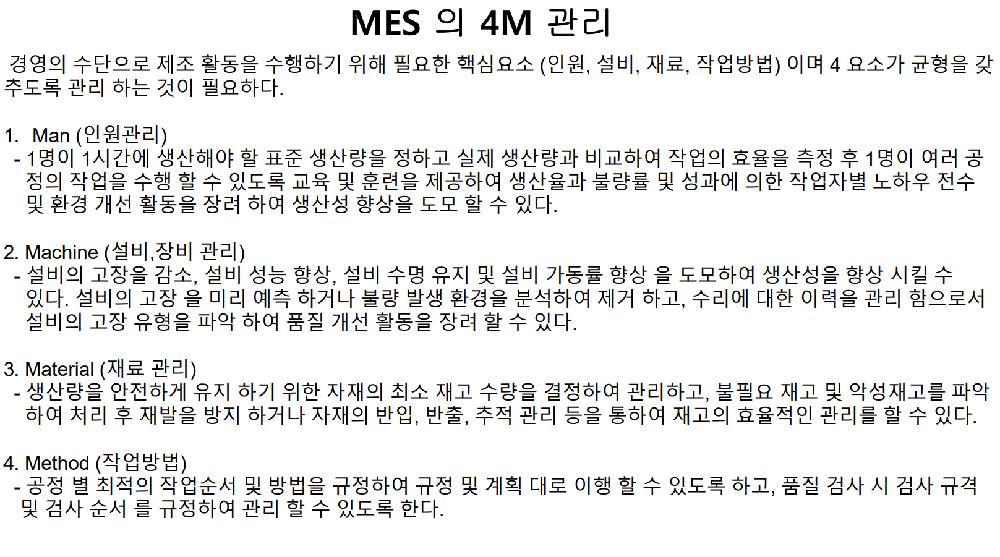 MES 의 4M 관리
경영의 수단으로 제조 활동을 수행하기 위해 필요한 핵심요소 (인원, 설비, 재료, 작업방법) 이며 4 요소가 균형을 갖
추도록 관리 하는 것이 필요하다.
1. Man (인원관리)
- 1명이 1시간에 생산해야 할 표준 생산량을 정하고 실제 생산량과 비교하여 작업의 효율을 측정 후 1명이 여러 공
정의 작업을 수행 할 수 있도록 교육 및 훈련을 제공하여 생산율과 불량률 및 성과에 의한 작업자별 노하우 전수
및 환경 개선 활동을 장려 하여 생산성 향상을 도모 할 수 있다.
2. Machine (설비,장비 관리)
- 설비의 고장을 감소, 설비 성능 향상, 설비 수명 유지 및 설비 가동률 향상 을 도모하여 생산성을 향상 시킬 수
있다. 설비의 고장 을 미리 예측 하거나 불량 발생 환경을 분석하여 제거 하고, 수리에 대한 이력을 관리 함으로서
설비의 고장 유형을 파악 하여 품질 개선 활동을 장려 할 수 있다.
3. Material (재료 관리)
- 생산량을 안전하게 유지 하기 위한 자재의 최소 재고 수량을 결정하여 관리하고, 불필요 재고 및 악성재고를 파악
하여 처리 후 재발을 방지 하거나 자재의 반입, 반출, 추적 관리 등을 통하여 재고의 효율적인 관리를 할 수 있다.
4. Method (작업방법)
- 공정 별 최적의 작업순서 및 방법을 규정하여 규정 및 계획 대로 이행 할 수 있도록 하고, 품질 검사 시 검사 규격
및 검사 순서 를 규정하여 관리 할 수 있도록 한다.